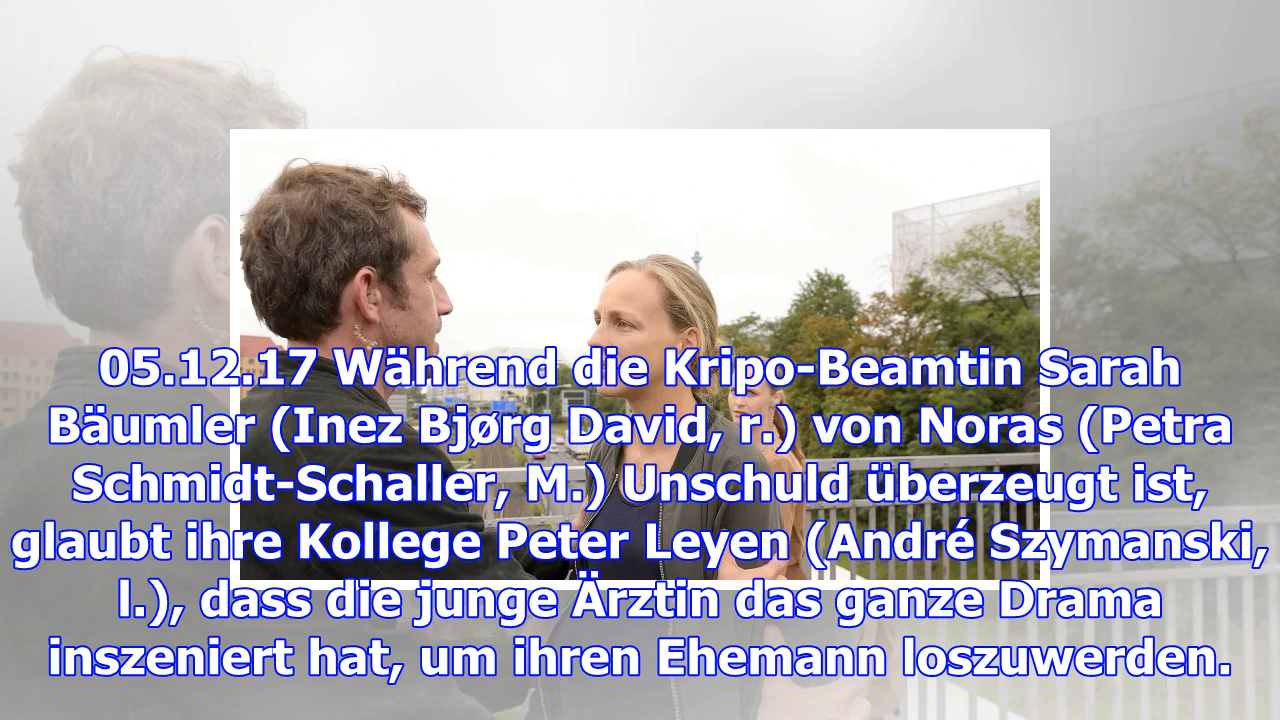 05.12.17 Während die Kripo-Beamtin Sarah
Bäumler (Inez Bjørg David, r.) von Noras (Petra
Schmidt-Schaller, M.) Unschuld überzeugt ist,
glaubt ihre Kollege Peter Leyen (André Szymanski,
l.), dass die junge Ärztin das ganze Drama
inszeniert hat, um ihren Ehemann loszuwerden.